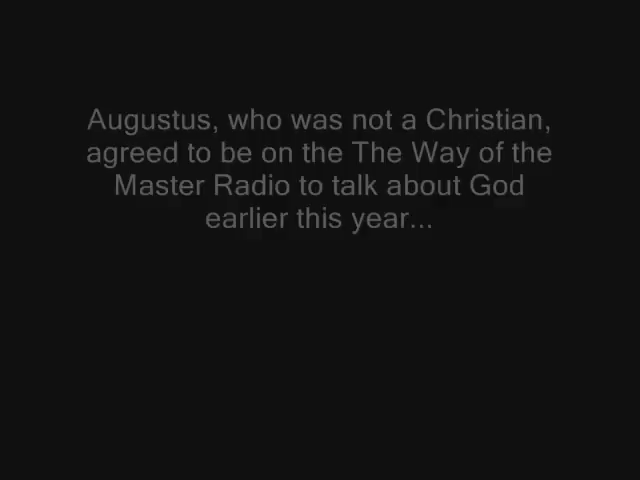 Augustus, who was not a Christian,
agreed to be on the The Way of the
Master Radio to talk about God
earlier this year...